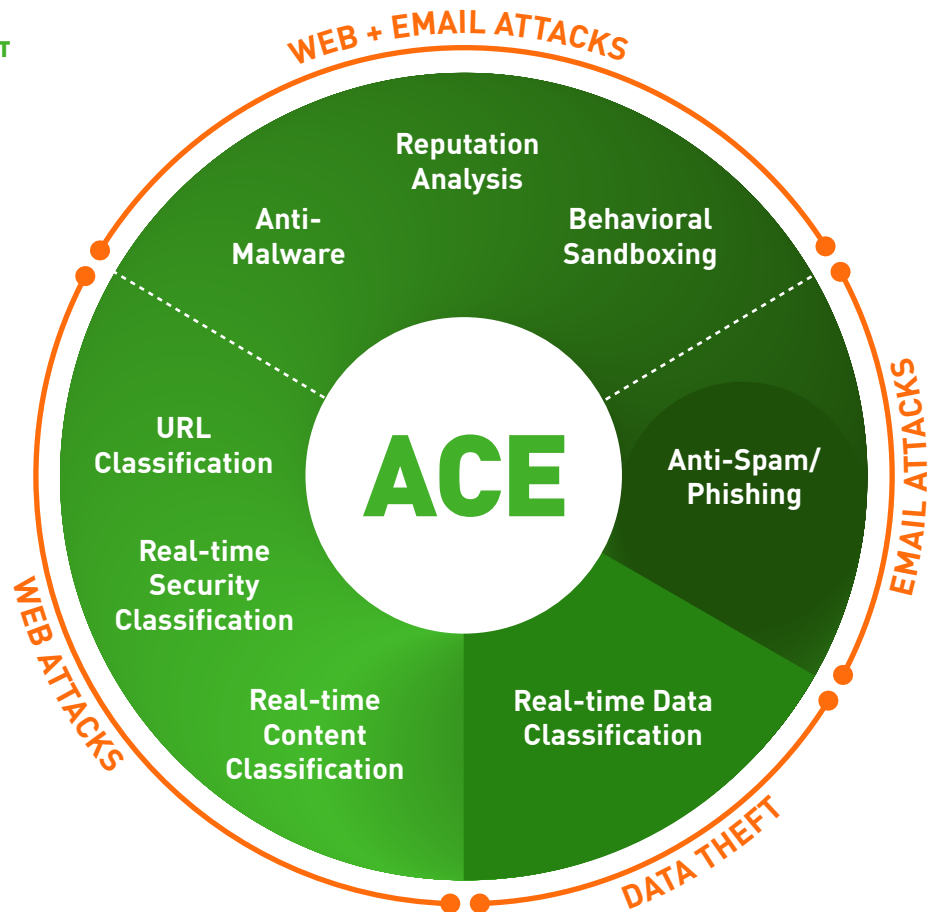 T
WEB + EMAIL ATTACKS
Reputation
Analysis
Anti-
Malware
Behavioral
Sandboxing
URL
Classification
ACE
Anti-Spam/
Phishing
EMAIL ATTACKS
Real-time
Security
Classification
WEB ATTACKS
Real-time
Content
Classification
Real-time Data
Classification
DATA THEFT